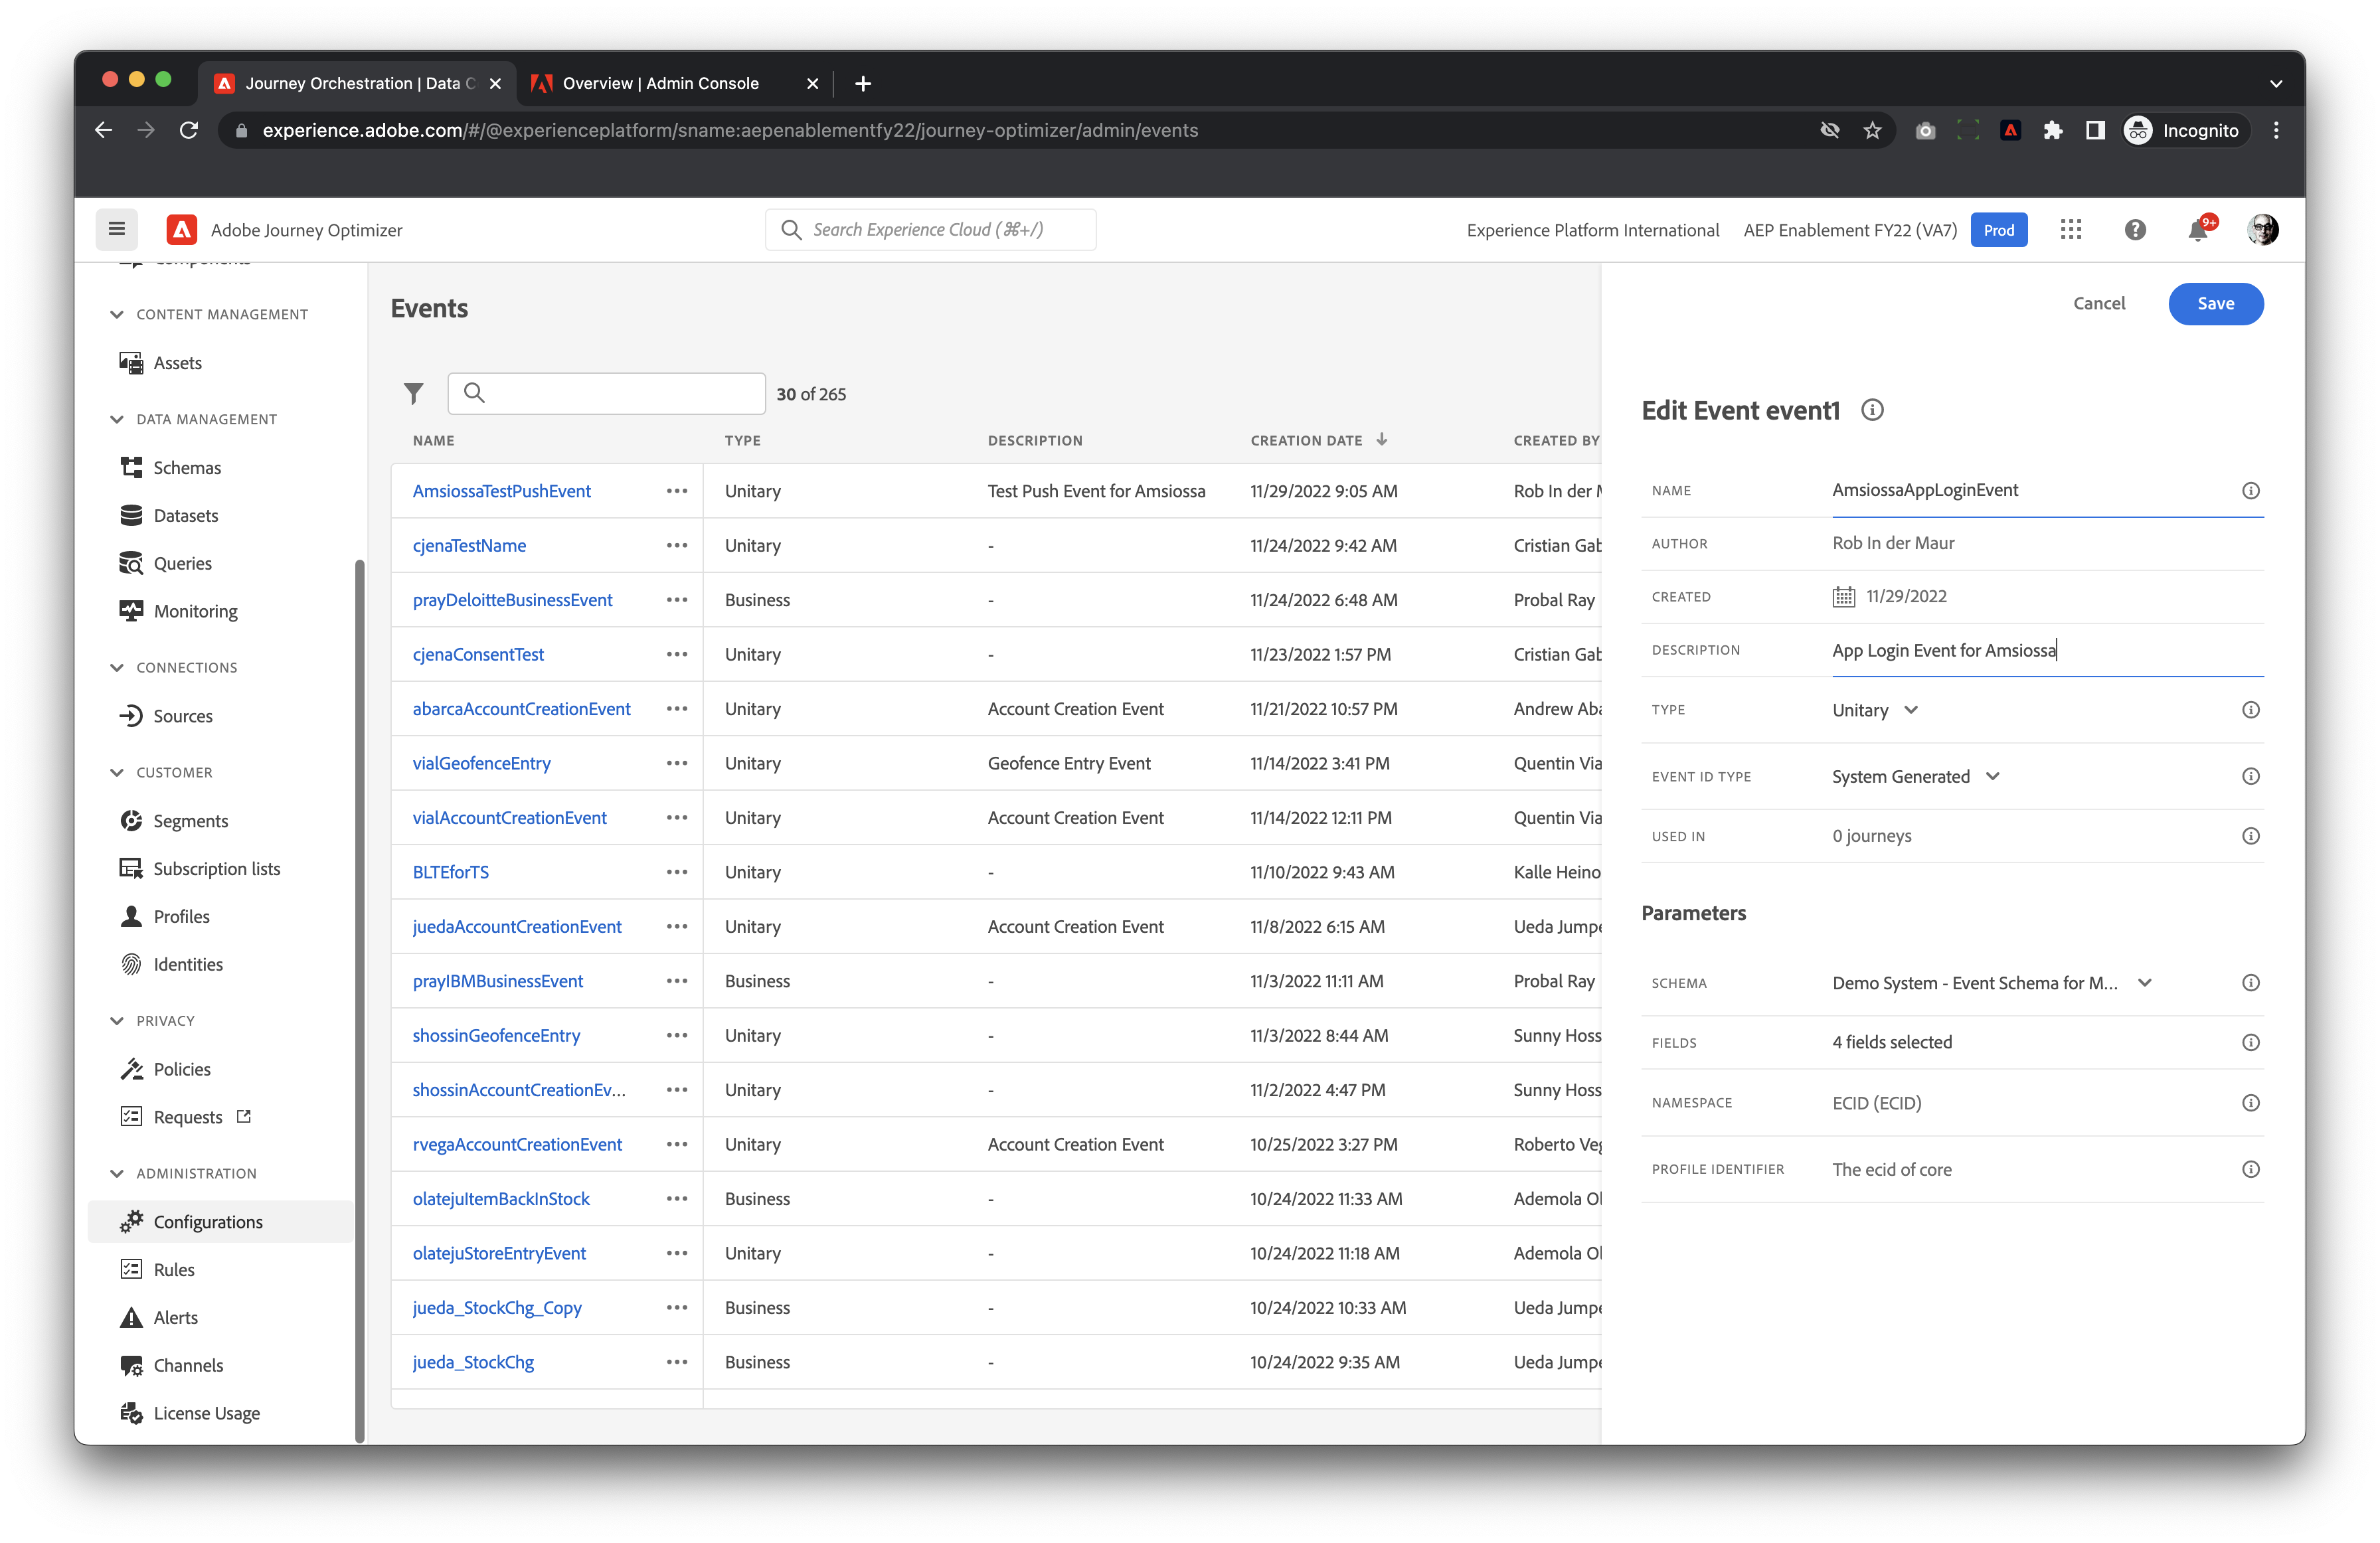 Journey Orchestration | Data C
Overview | Admin Console
experience.adobe.com/#/@experienceplatform/sname:aepenablementfy22/journey-optimizer/admin/events
Incognito
Adobe Journey Optimizer
Search Experience Cloud (⌘+/)
Experience Platform International
AEP Enablement FY22 (VA7)
Prod
9+
Components
CONTENT MANAGEMENT
Assets
DATA MANAGEMENT
Schemas
Datasets
Queries
Monitoring
CONNECTIONS
Sources
CUSTOMER
Segments
Subscription lists
Profiles
Identities
PRIVACY
Policies
Requests
ADMINISTRATION
Configurations
Rules
Alerts
Channels
License Usage
Events
30 of 265
NAME TYPE DESCRIPTION CREATION DATE CREATED BY
AmsiossaTestPushEvent ••• Unitary Test Push Event for Amsiossa 11/29/2022 9:05 AM Rob In der
cjenaTestName ••• Unitary - 11/24/2022 9:42 AM Cristian Gab
prayDeloitteBusinessEvent ••• Business - 11/24/2022 6:48 AM Probal Ray
cjenaConsentTest ••• Unitary - 11/23/2022 1:57 PM Cristian Gab
abarcaAccountCreationEvent ••• Unitary Account Creation Event 11/21/2022 10:57 PM Andrew Aba
vialGeofenceEntry ••• Unitary Geofence Entry Event 11/14/2022 3:41 PM Quentin Via
vialAccountCreationEvent ••• Unitary Account Creation Event 11/14/2022 12:11 PM Quentin Via
BLTEforTS ••• Unitary - 11/10/2022 9:43 AM Kalle Heino
juedaAccountCreationEvent ••• Unitary Account Creation Event 11/8/2022 6:15 AM Ueda Jumpe
prayIBMBusinessEvent ••• Business - 11/3/2022 11:11 AM Probal Ray
shossinGeofenceEntry ••• Unitary - 11/3/2022 8:44 AM Sunny Hoss
shossinAccountCreationEv... ••• Unitary - 11/2/2022 4:47 PM Sunny Hoss
rvegaAccountCreationEvent ••• Unitary Account Creation Event 10/25/2022 3:27 PM Roberto Veg
olatejuItemBackInStock ••• Business - 10/24/2022 11:33 AM Ademola Ol
olatejuStoreEntryEvent ••• Unitary - 10/24/2022 11:18 AM Ademola Ol
jueda_StockChg_Copy ••• Business - 10/24/2022 10:33 AM Ueda Jumpe
jueda_StockChg ••• Business - 10/24/2022 9:35 AM Ueda Jumpe
Cancel
Save
Edit Event event1
NAME AmsiossaAppLoginEvent
AUTHOR Rob In der Maur
CREATED 11/29/2022
DESCRIPTION App Login Event for Amsiossa
TYPE Unitary
EVENT ID TYPE System Generated
USED IN 0 journeys
Parameters
SCHEMA Demo System - Event Schema for M...
FIELDS 4 fields selected
NAMESPACE ECID (ECID)
PROFILE IDENTIFIER The ecid of core